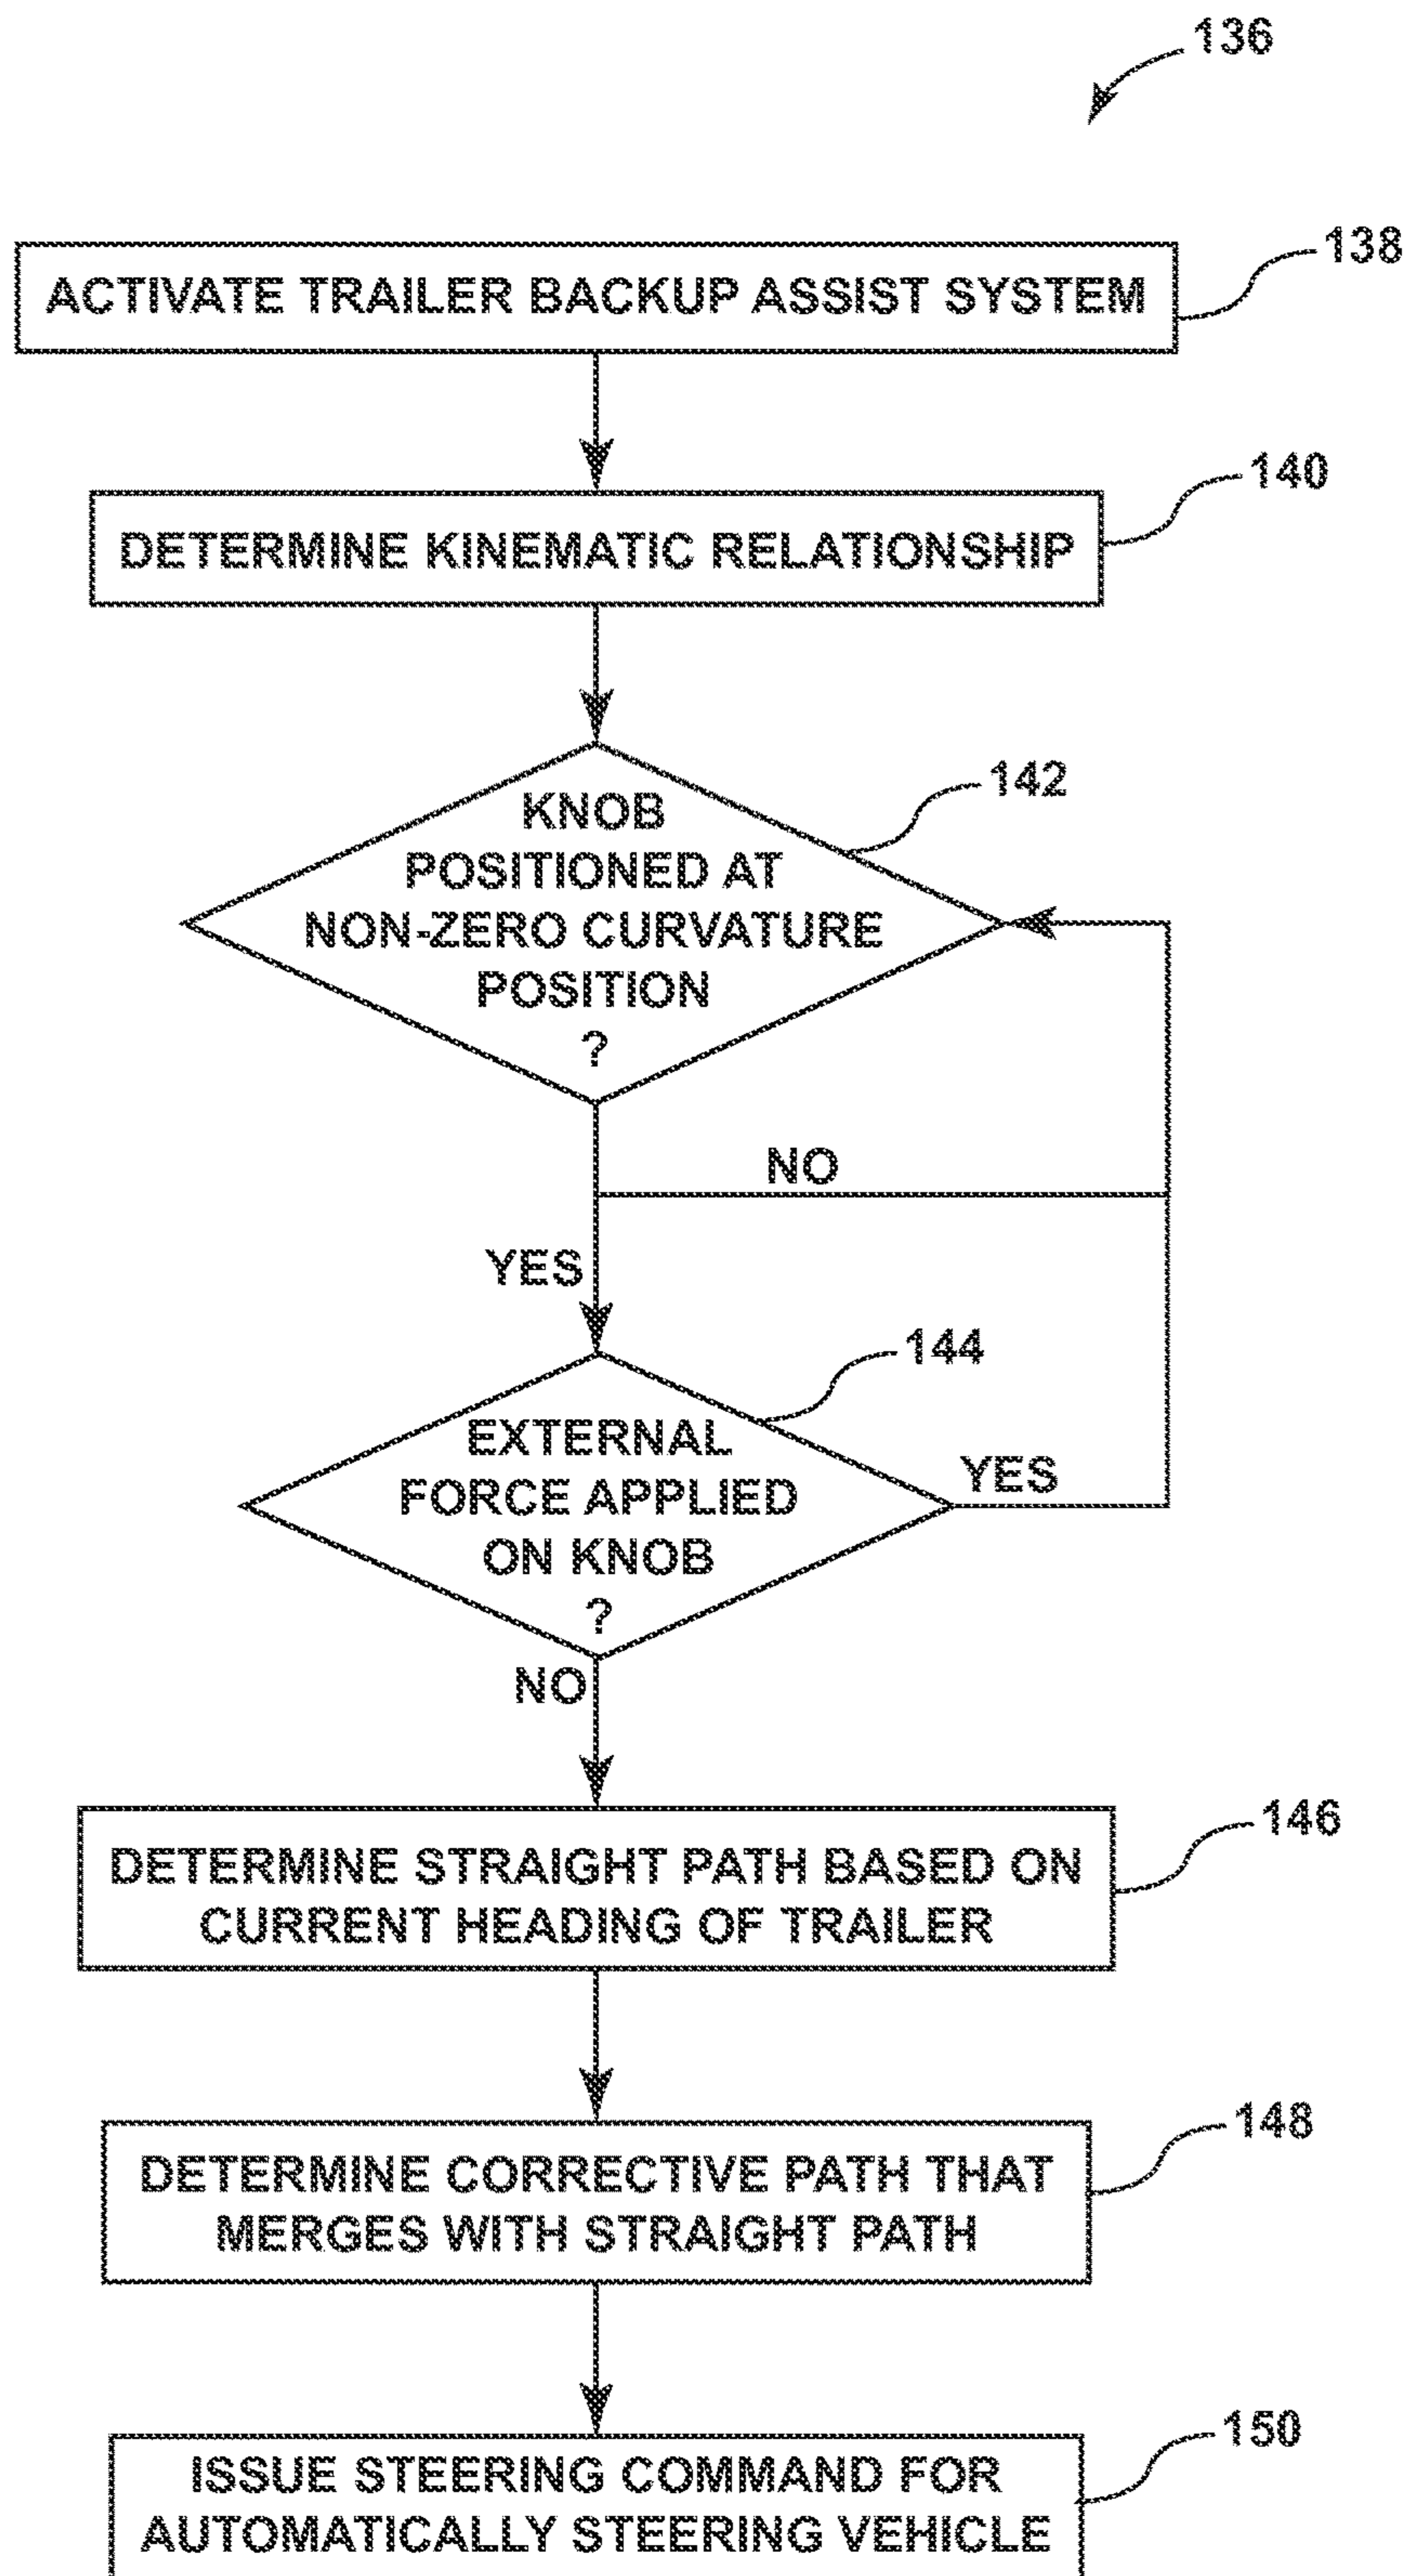 136
ACTIVATE TRAILER BACKUP ASSIST SYSTEM
138
DETERMINE KINEMATIC RELATIONSHIP
140
KNOB
POSITIONED AT
NON-ZERO CURVATURE
POSITION
?
142
NO
YES
EXTERNAL
FORCE APPLIED
ON KNOB
?
144
YES
NO
DETERMINE STRAIGHT PATH BASED ON
CURRENT HEADING OF TRAILER
146
DETERMINE CORRECTIVE PATH THAT
MERGES WITH STRAIGHT PATH
148
ISSUE STEERING COMMAND FOR
AUTOMATICALLY STEERING VEHICLE
150